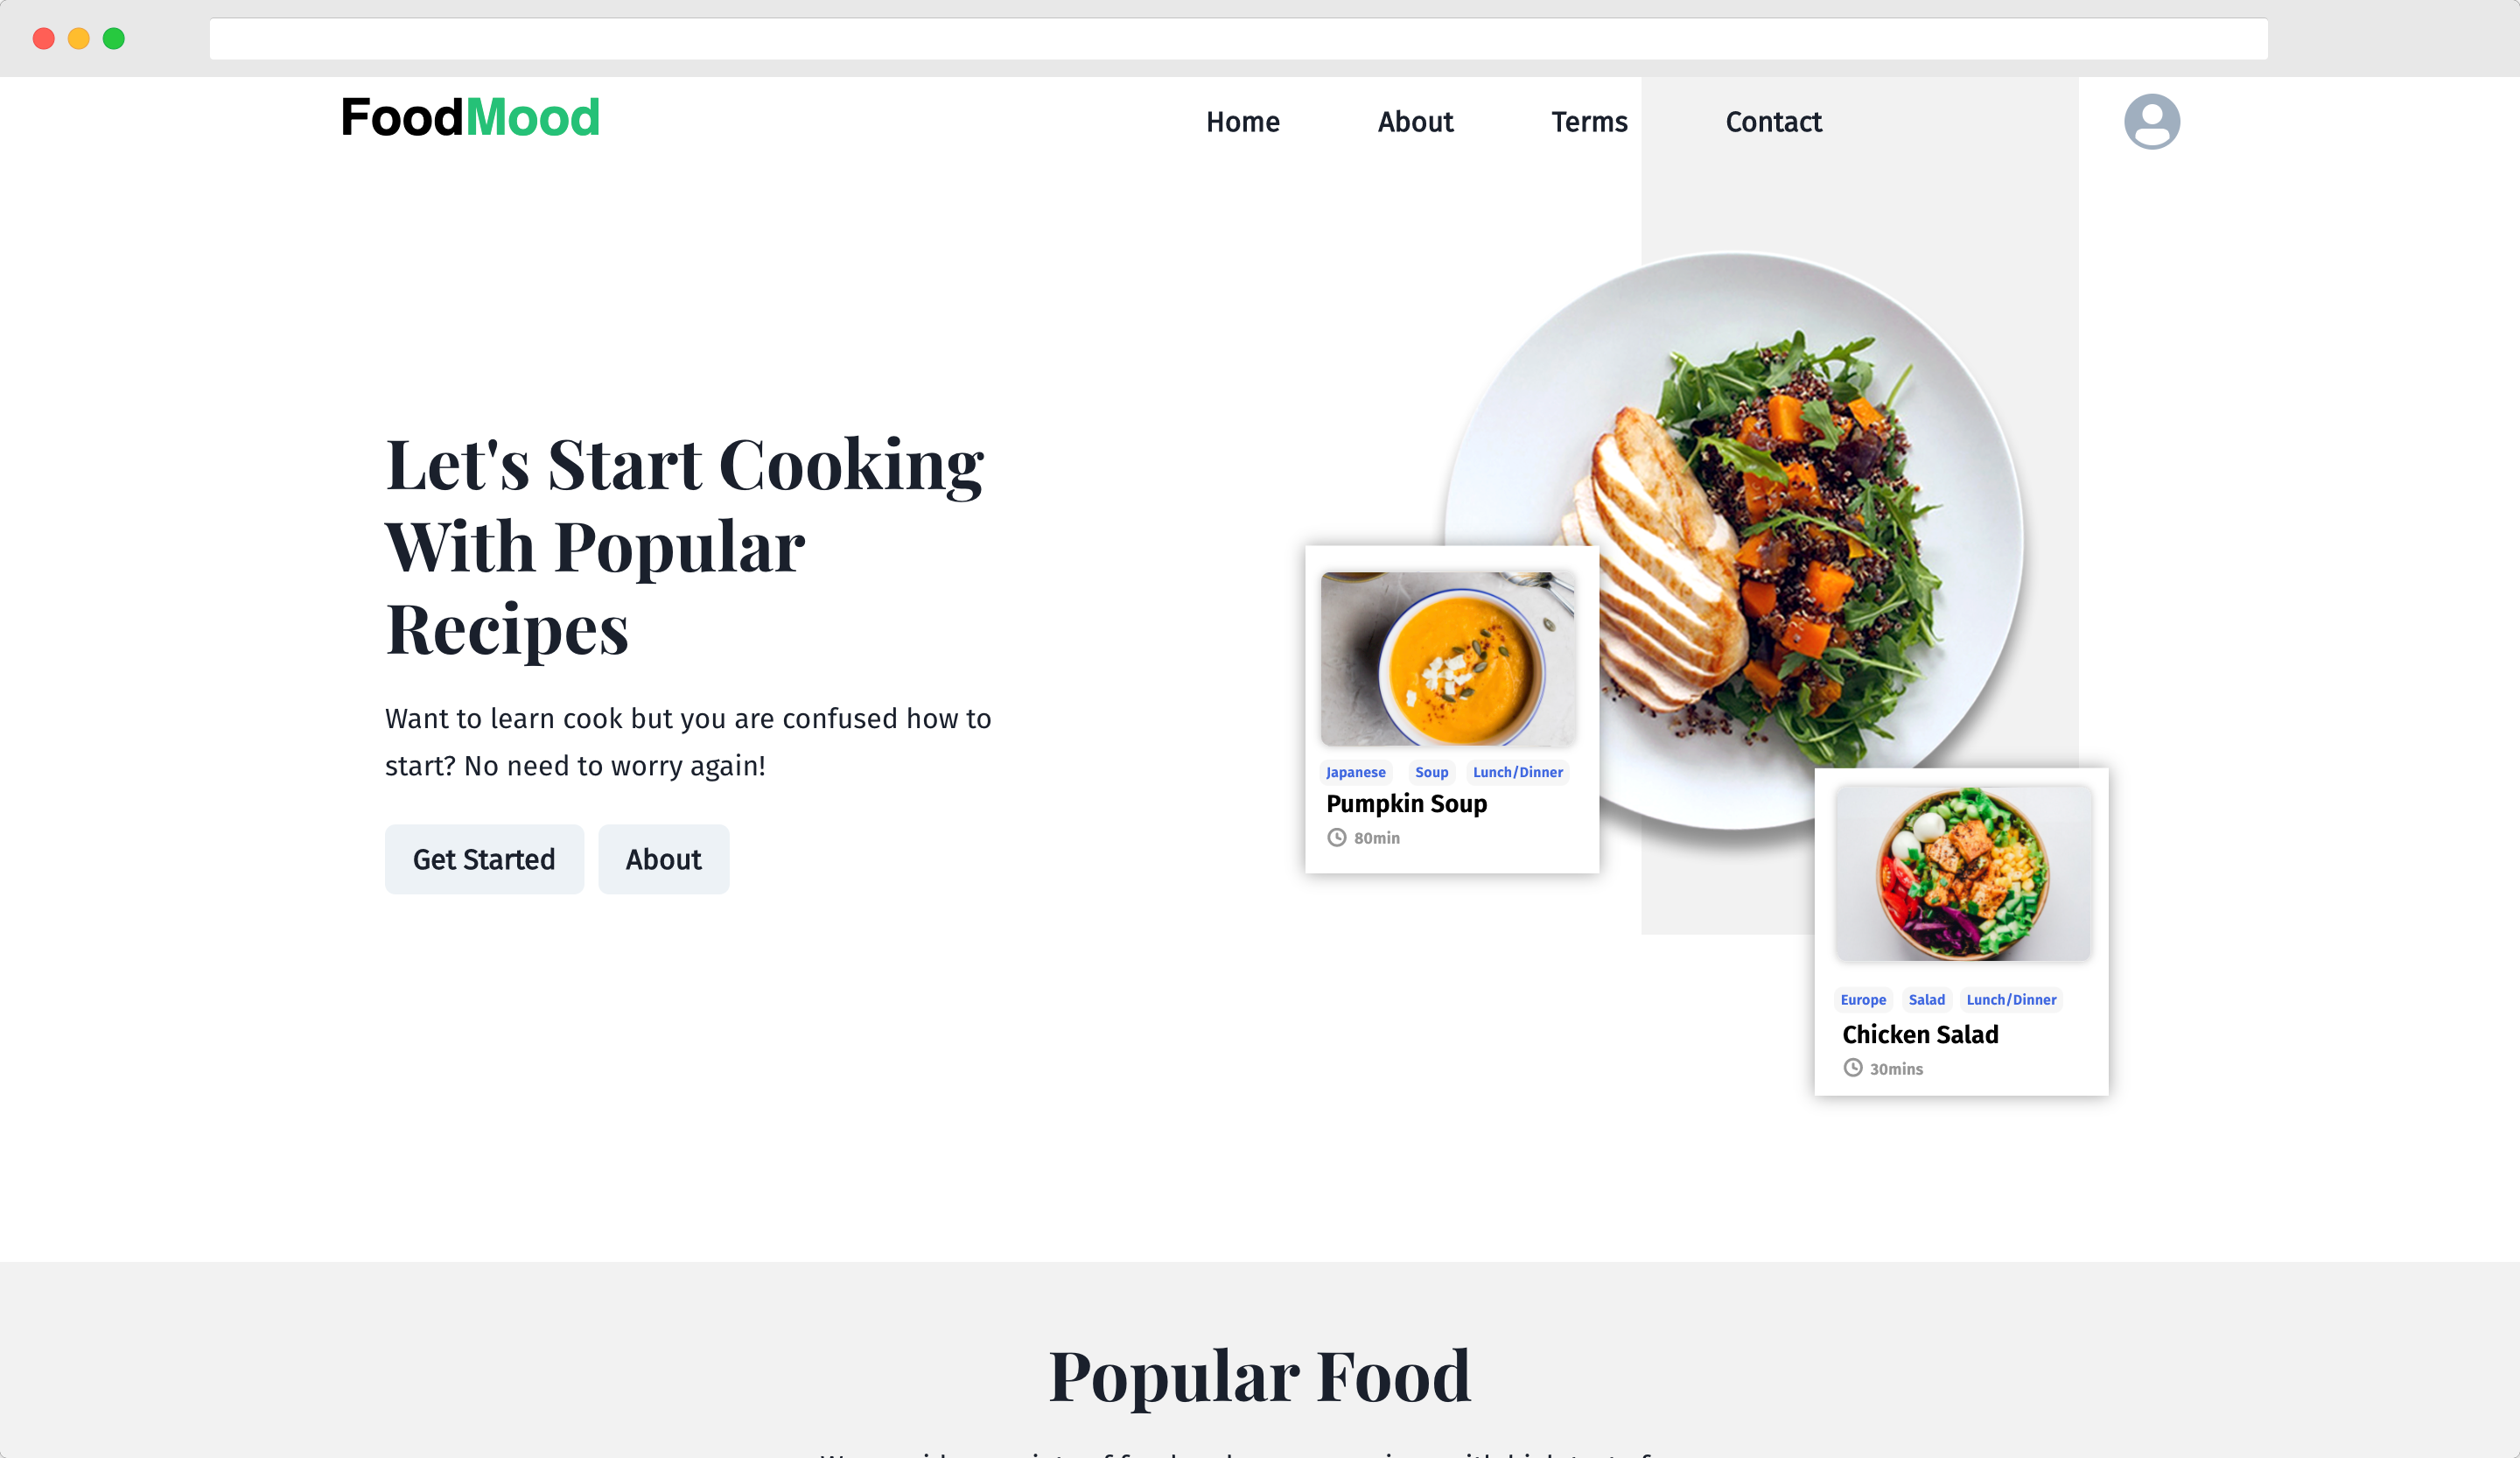 FoodMood
Home About Terms Contact
Let's Start Cooking
With Popular
Recipes
Want to learn cook but you are confused how to
start? No need to worry again!
Get Started About
Japanese Soup Lunch/Dinner
Pumpkin Soup
80min
Europe Salad Lunch/Dinner
Chicken Salad
30mins
Popular Food